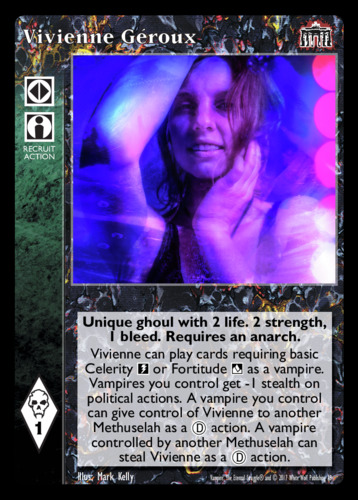 Vivienne Géroux
RECRUIT
ACTION
Unique ghoul with 2 life. 2 strength,
1 bleed. Requires an anarch.
Vivienne can play cards requiring basic
Celerity or Fortitude as a vampire.
Vampires you control get -1 stealth on
political actions. A vampire you control
can give control of Vivienne to another
Methuselah as a D action. A vampire
controlled by another Methuselah can
steal Vivienne as a D action.
1
Illus: Mark Kelly